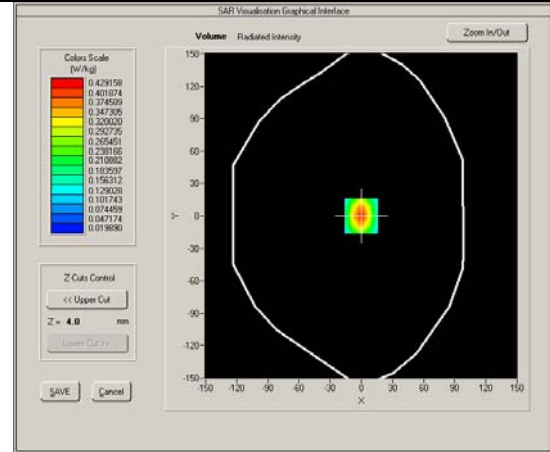 SAR Visualisation Graphical Interface
Volume Radiated Intensity
Zoom In/Out
Colors Scale
(W/kg)
0.429158
0.401874
0.374589
0.347305
0.320020
0.292735
0.265451
0.238166
0.210882
0.183597
0.156312
0.129028
0.101743
0.074459
0.047174
0.019890
Z-Cuts Control
<< Upper Cut
Z = 4.0 mm
Lower Cut >>
SAVE
Cancel
150
120
90
60
30
0
-30
-60
-90
-120
-150
Y
-150 -120 -90 -60 -30 0 30 60 90 120 150
X